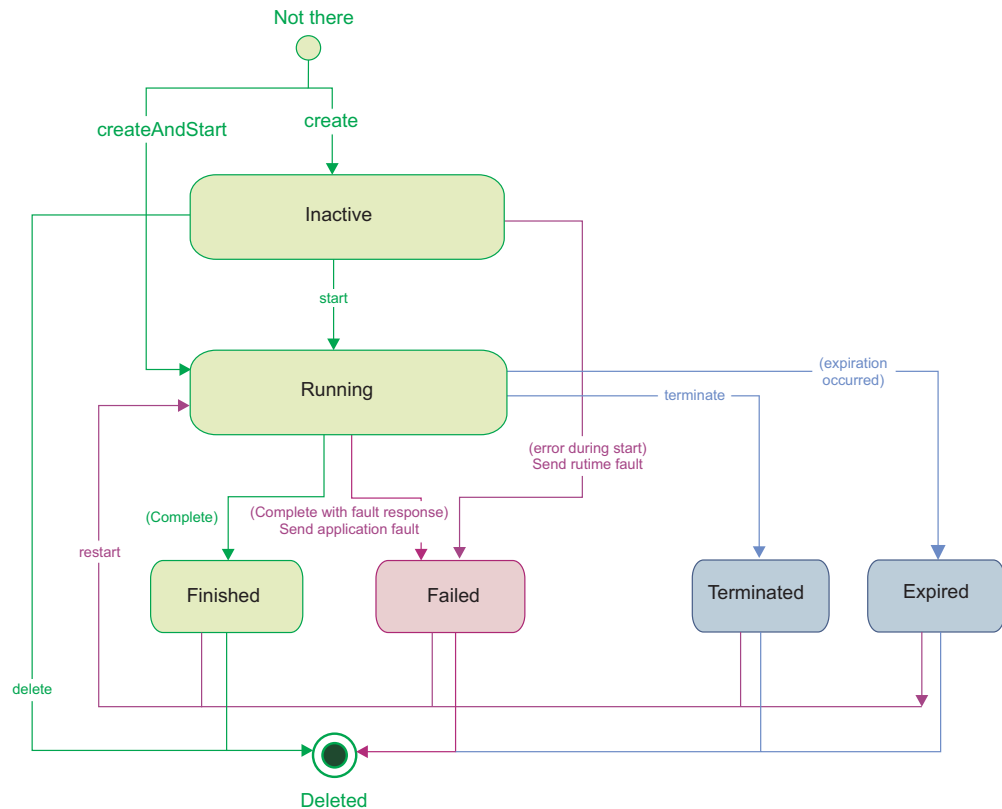 Not there
createAndStart
create
Inactive
start
Running
(expiration
occurred)
terminate
(error during start)
Send rutime fault
(Complete)
(Complete with fault response)
Send application fault
restart
Finished
Failed
Terminated
Expired
delete
Deleted